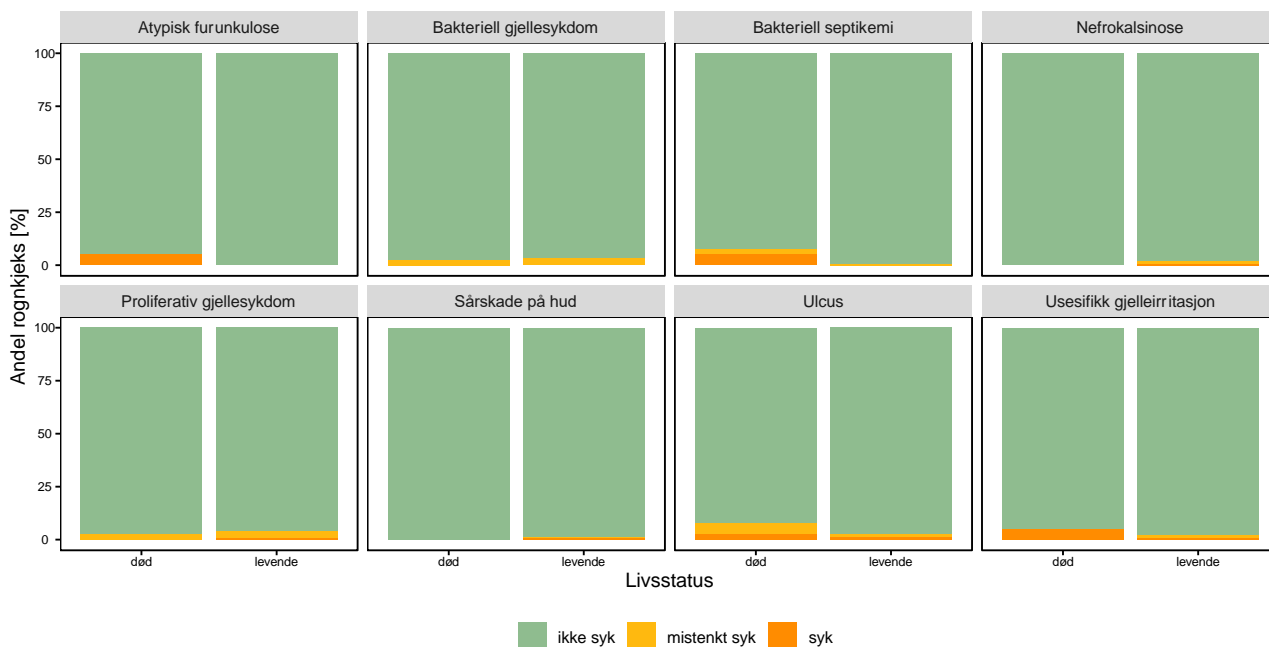 Atypisk furunkulose
Bakteriell gjellesykdom
Bakteriell septikemi
Nefrokalsinose
100
75
50
25
0
Proliferativ gjellesykdom
Sårskade på hud
Ulcus
Usesifikk gjelleirritasjon
100
75
50
25
0
Andel rognkjeks [%]
død
levende
død
levende
død
levende
død
levende
Livsstatus
ikke syk
mistenkt syk
syk